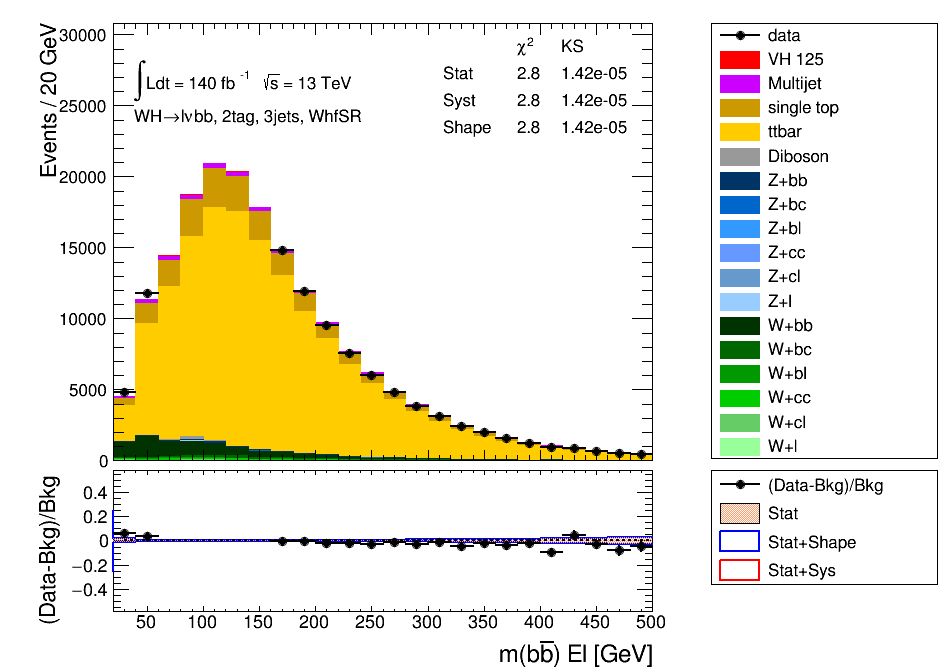 Events / 20 GeV
30000
25000
20000
15000
10000
5000
0
∫Ldt = 140 fb⁻¹ √s = 13 TeV
WH→lνbb, 2tag, 3jets, WhfSR
χ² KS
Stat 2.8 1.42e-05
Syst 2.8 1.42e-05
Shape 2.8 1.42e-05
data
VH 125
Multijet
single top
ttbar
Diboson
Z+bb
Z+bc
Z+bl
Z+cc
Z+cl
Z+l
W+bb
W+bc
W+bl
W+cc
W+cl
W+l
(Data-Bkg)/Bkg
0.4
0.2
0
−0.2
−0.4
50 100 150 200 250 300 350 400 450 500
m(bb̅) El [GeV]
(Data-Bkg)/Bkg
Stat
Stat+Shape
Stat+Sys